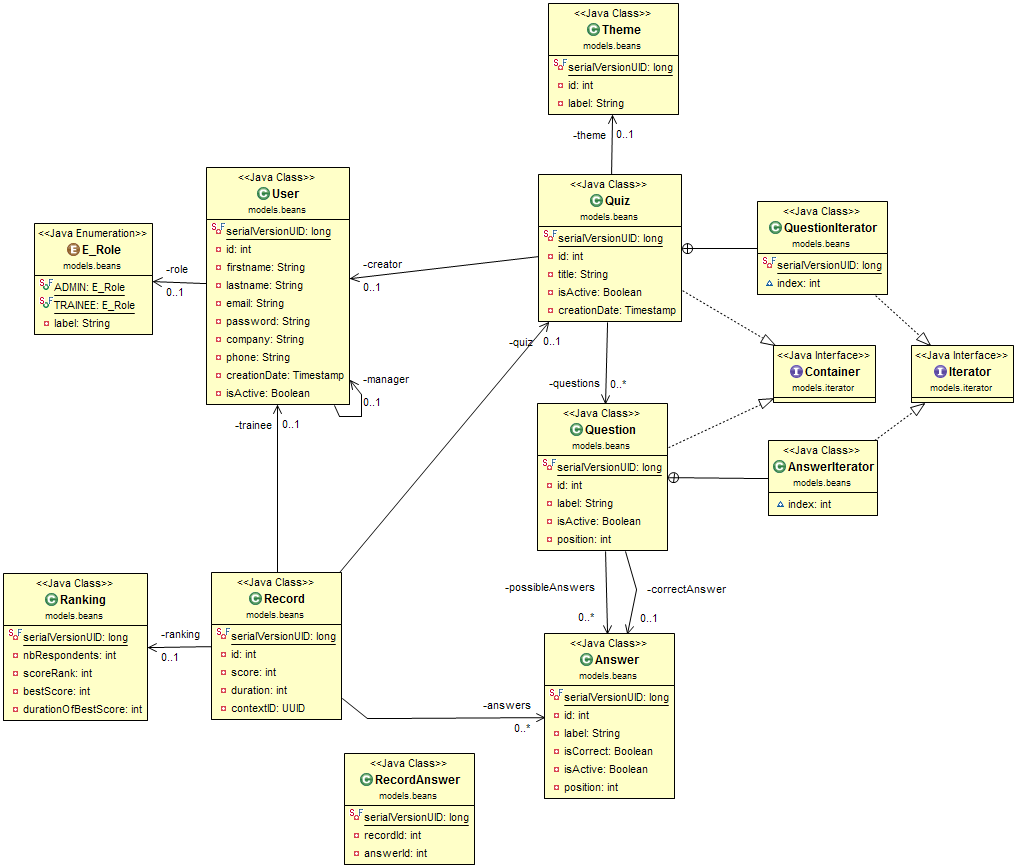 <<Java Class>>
Theme
models.beans
serialVersionUID: long
id: int
label: String
-theme
0..1
<<Java Class>>
User
models.beans
serialVersionUID: long
id: int
firstname: String
lastname: String
email: String
password: String
company: String
phone: String
creationDate: Timestamp
isActive: Boolean
<<Java Class>>
Quiz
models.beans
serialVersionUID: long
id: int
title: String
isActive: Boolean
creationDate: Timestamp
<<Java Class>>
QuestionIterator
models.beans
serialVersionUID: long
index: int
<<Java Enumeration>>
E_Role
models.beans
ADMIN: E_Role
TRAINEE: E_Role
label: String
-role
0..1
-creator
0..1
-manager
0..1
-quiz
0..1
-questions
0..*
<<Java Interface>>
Container
models.iterator
<<Java Interface>>
Iterator
models.iterator
-trainee
0..1
<<Java Class>>
Question
models.beans
serialVersionUID: long
id: int
label: String
isActive: Boolean
position: int
<<Java Class>>
AnswerIterator
models.beans
index: int
-possibleAnswers
0..*
-correctAnswer
0..1
<<Java Class>>
Ranking
models.beans
serialVersionUID: long
nbRespondents: int
scoreRank: int
bestScore: int
durationOfBestScore: int
-ranking
0..1
<<Java Class>>
Record
models.beans
serialVersionUID: long
id: int
score: int
duration: int
contextID: UUID
-answers
0..*
<<Java Class>>
Answer
models.beans
serialVersionUID: long
id: int
label: String
isCorrect: Boolean
isActive: Boolean
position: int
<<Java Class>>
RecordAnswer
models.beans
serialVersionUID: long
recordId: int
answerId: int